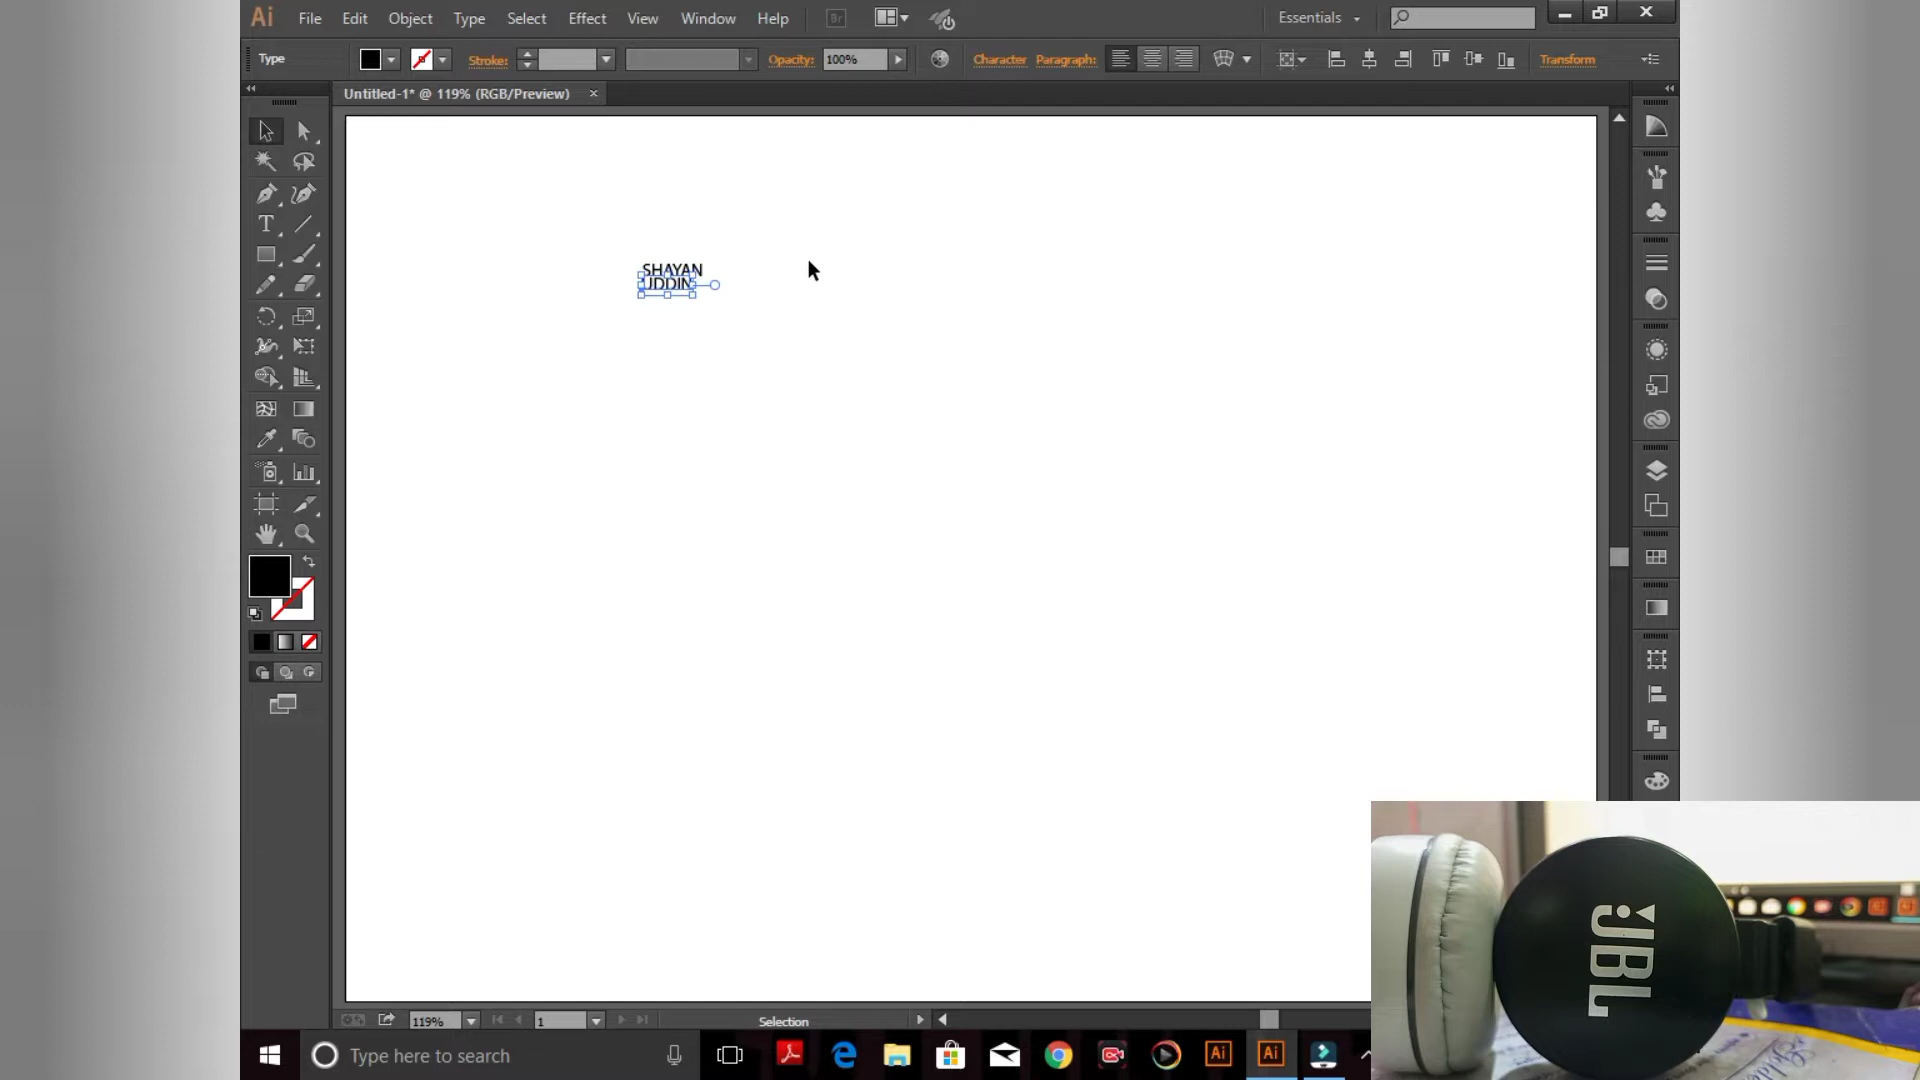 Ai File Edit Object Type Select Effect View Window Help Br Essentials
Type Stroke: Opacity: 100% Character Paragraph: Transform
Untitled-1* @ 119% (RGB/Preview)
SHAYAN
UDDIN
JBL
119% 1 Selection
Type here to search